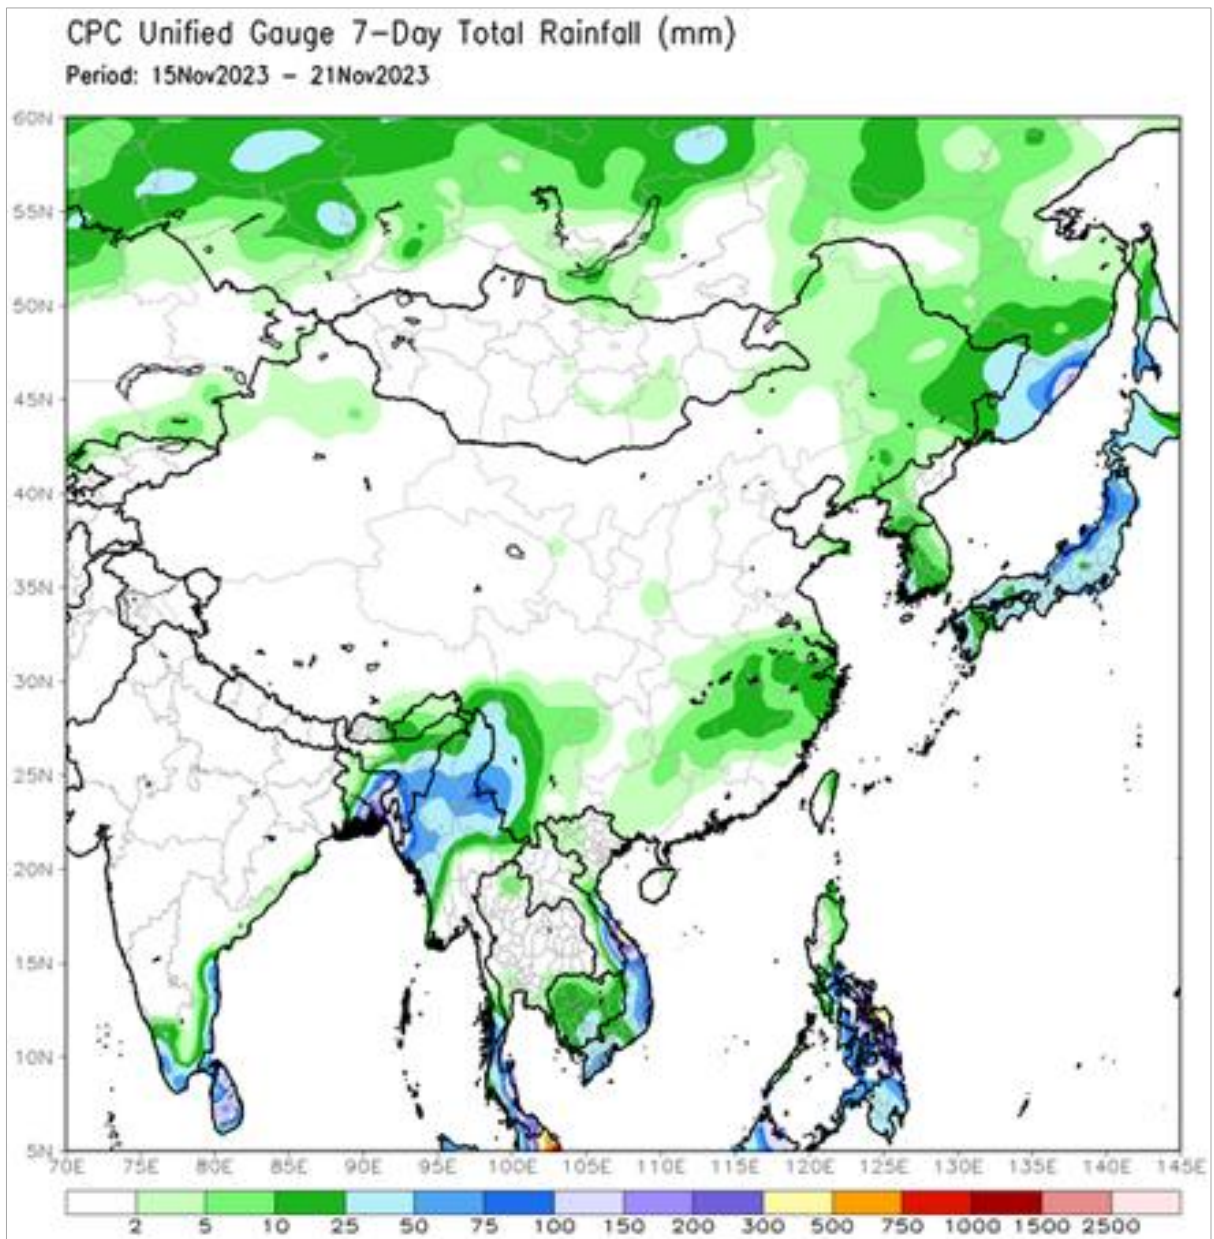 CPC Unified Gauge 7-Day Total Rainfall (mm)
Period: 15Nov2023 - 21Nov2023
60N
55N
50N
45N
40N
35N
30N
25N
20N
15N
10N
5N
70E 75E 80E 85E 90E 95E 100E 105E 110E 115E 120E 125E 130E 135E 140E 145E
2 5 10 25 50 75 100 150 200 300 500 750 1000 1500 2500